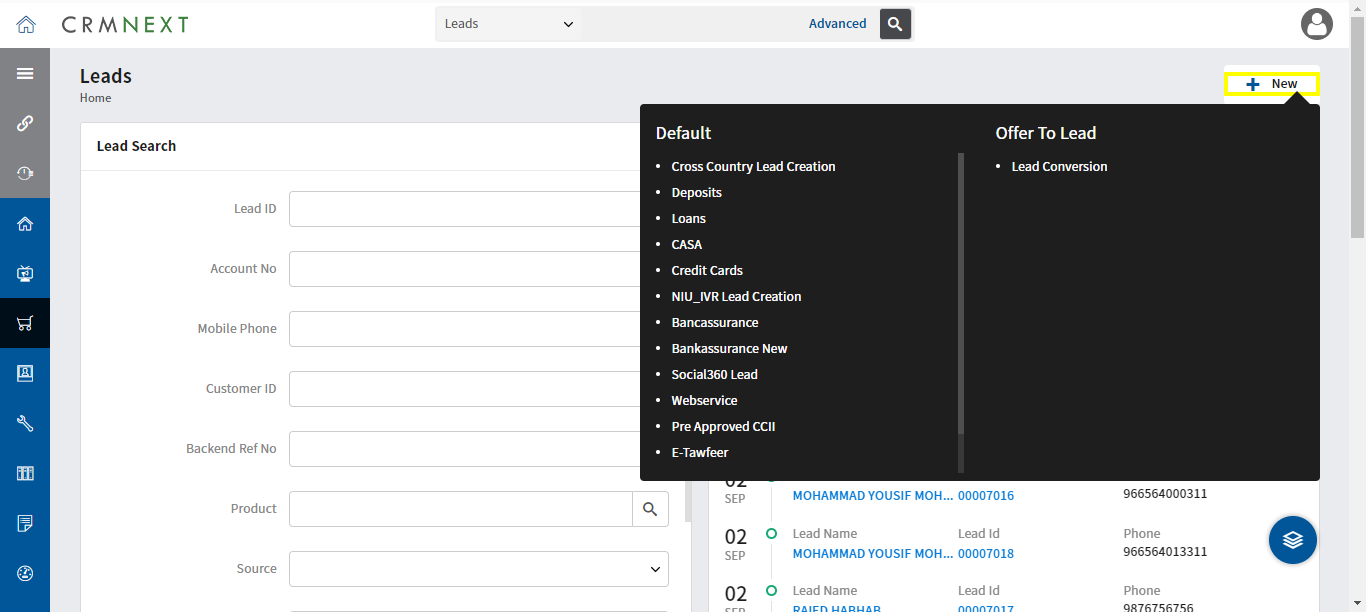 CRMNEXT
Leads
Advanced
Leads
Home
New
Lead Search
Lead ID
Account No
Mobile Phone
Customer ID
Backend Ref No
Product
Source
Default
• Cross Country Lead Creation
• Deposits
• Loans
• CASA
• Credit Cards
• NIU_IVR Lead Creation
• Bancassurance
• Bankassurance New
• Social360 Lead
• Webservice
• Pre Approved CCII
• E-Tawfeer
Offer To Lead
• Lead Conversion
02
SEP
MOHAMMAD YOUSIF MOH... 00007016
966564000311
02
SEP
Lead Name Lead Id Phone
MOHAMMAD YOUSIF MOH... 00007018 966564013311
02
SEP
Lead Name Lead Id Phone
RAIED HABHAB 00007017 9876756756